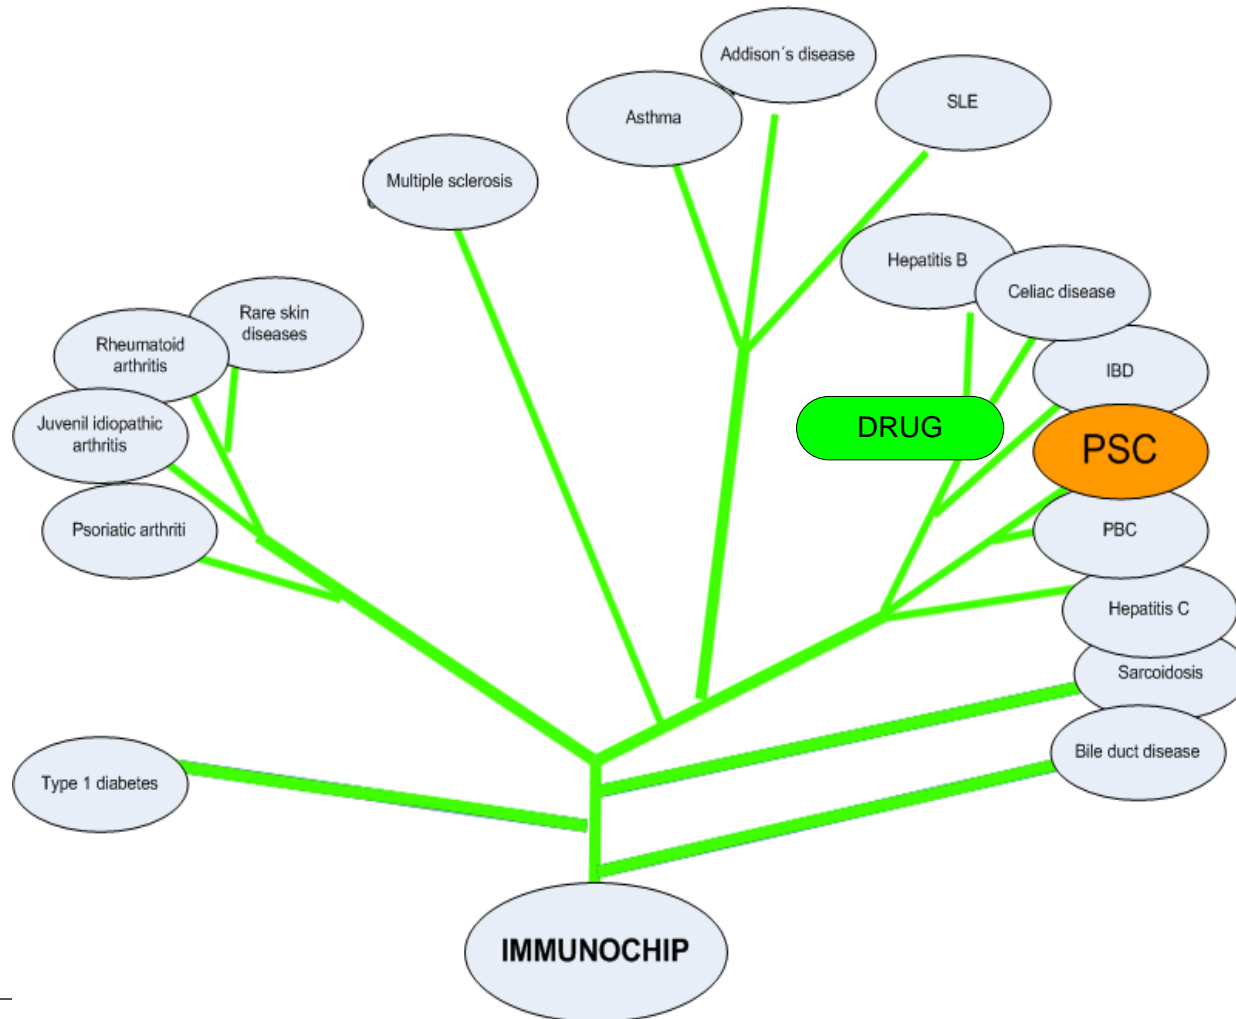 Addison´s disease
Asthma
SLE
Multiple sclerosis
Hepatitis B
Celiac disease
Rare skin
diseases
Rheumatoid
arthritis
IBD
Juvenil idiopathic
arthritis
DRUG
PSC
Psoriatic arthriti
PBC
Hepatitis C
Sarcoidosis
Bile duct disease
Type 1 diabetes
IMMUNOCHIP